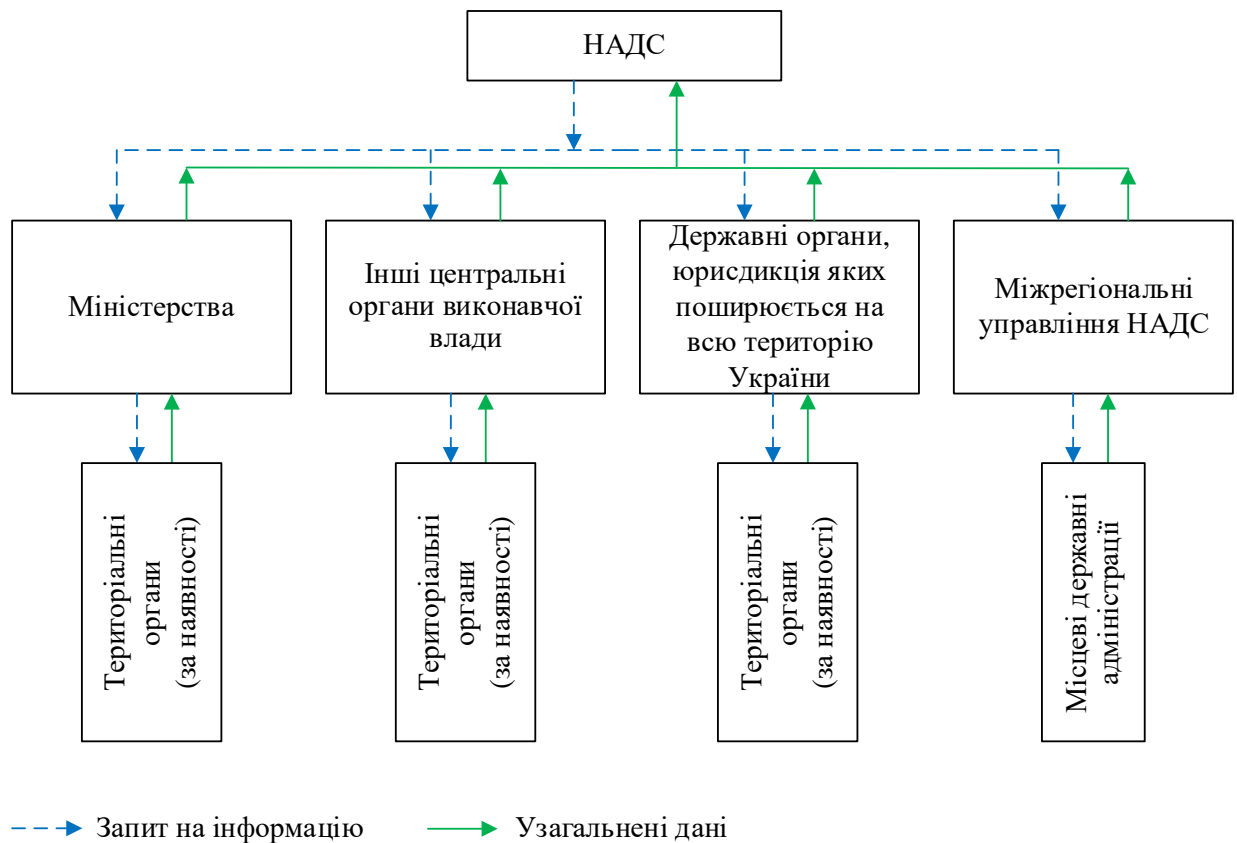 НАДС
Міністерства
Інші центральні
органи виконавчої
влади
Державні органи,
юрисдикція яких
поширюється на
всю територію
України
Міжрегіональні
управління НАДС
Територіальні
органи
(за наявності)
Територіальні
органи
(за наявності)
Територіальні
органи
(за наявності)
Місцеві державні
адміністрації
Запит на інформацію
Узагальнені дані